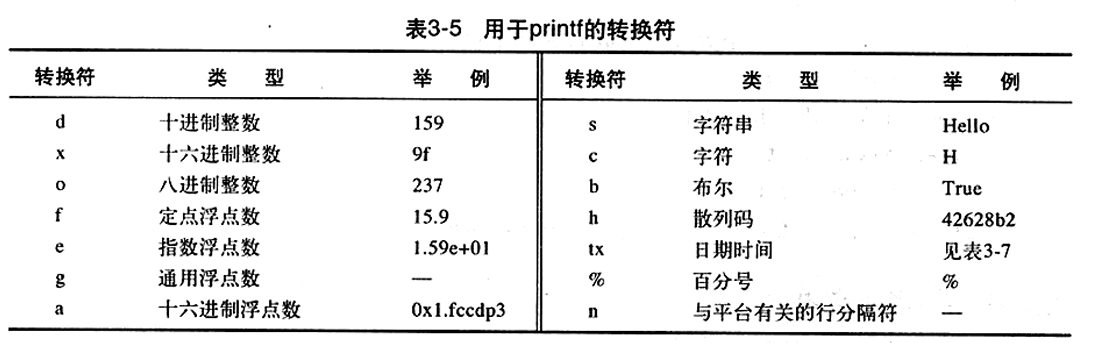 表3-5 用于printf的转换符
转换符 类 型 举 例 转换符 类 型 举 例
d 十进制整数 159 s 字符串 Hello
x 十六进制整数 9f c 字符 H
o 八进制整数 237 b 布尔 True
f 定点浮点数 15.9 h 散列码 42628b2
e 指数浮点数 1.59e+01 tx 日期时间 见表3-7
g 通用浮点数 — % 百分号 %
a 十六进制浮点数 0x1.fccdp3 n 与平台有关的行分隔符 —